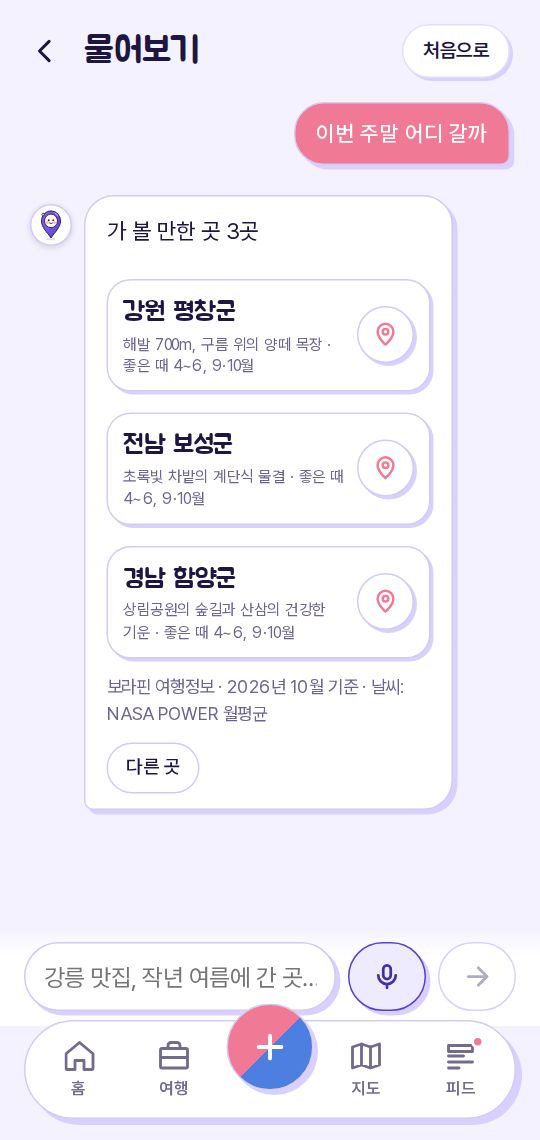 물어보기
처음으로
이번 주말 어디 갈까
가 볼 만한 곳 3곳
강원 평창군
해발 700m, 구름 위의 양떼 목장 ·
좋은 때 4~6, 9·10월
전남 보성군
초록빛 차밭의 계단식 물결 · 좋은 때
4~6, 9·10월
경남 함양군
상림공원의 숲길과 산삼의 건강한
기운 · 좋은 때 4~6, 9·10월
보라핀 여행정보 · 2026년 10월 기준 · 날씨:
NASA POWER 월평균
다른 곳
강릉 맛집, 작년 여름에 간 곳…
홈
여행
지도
피드